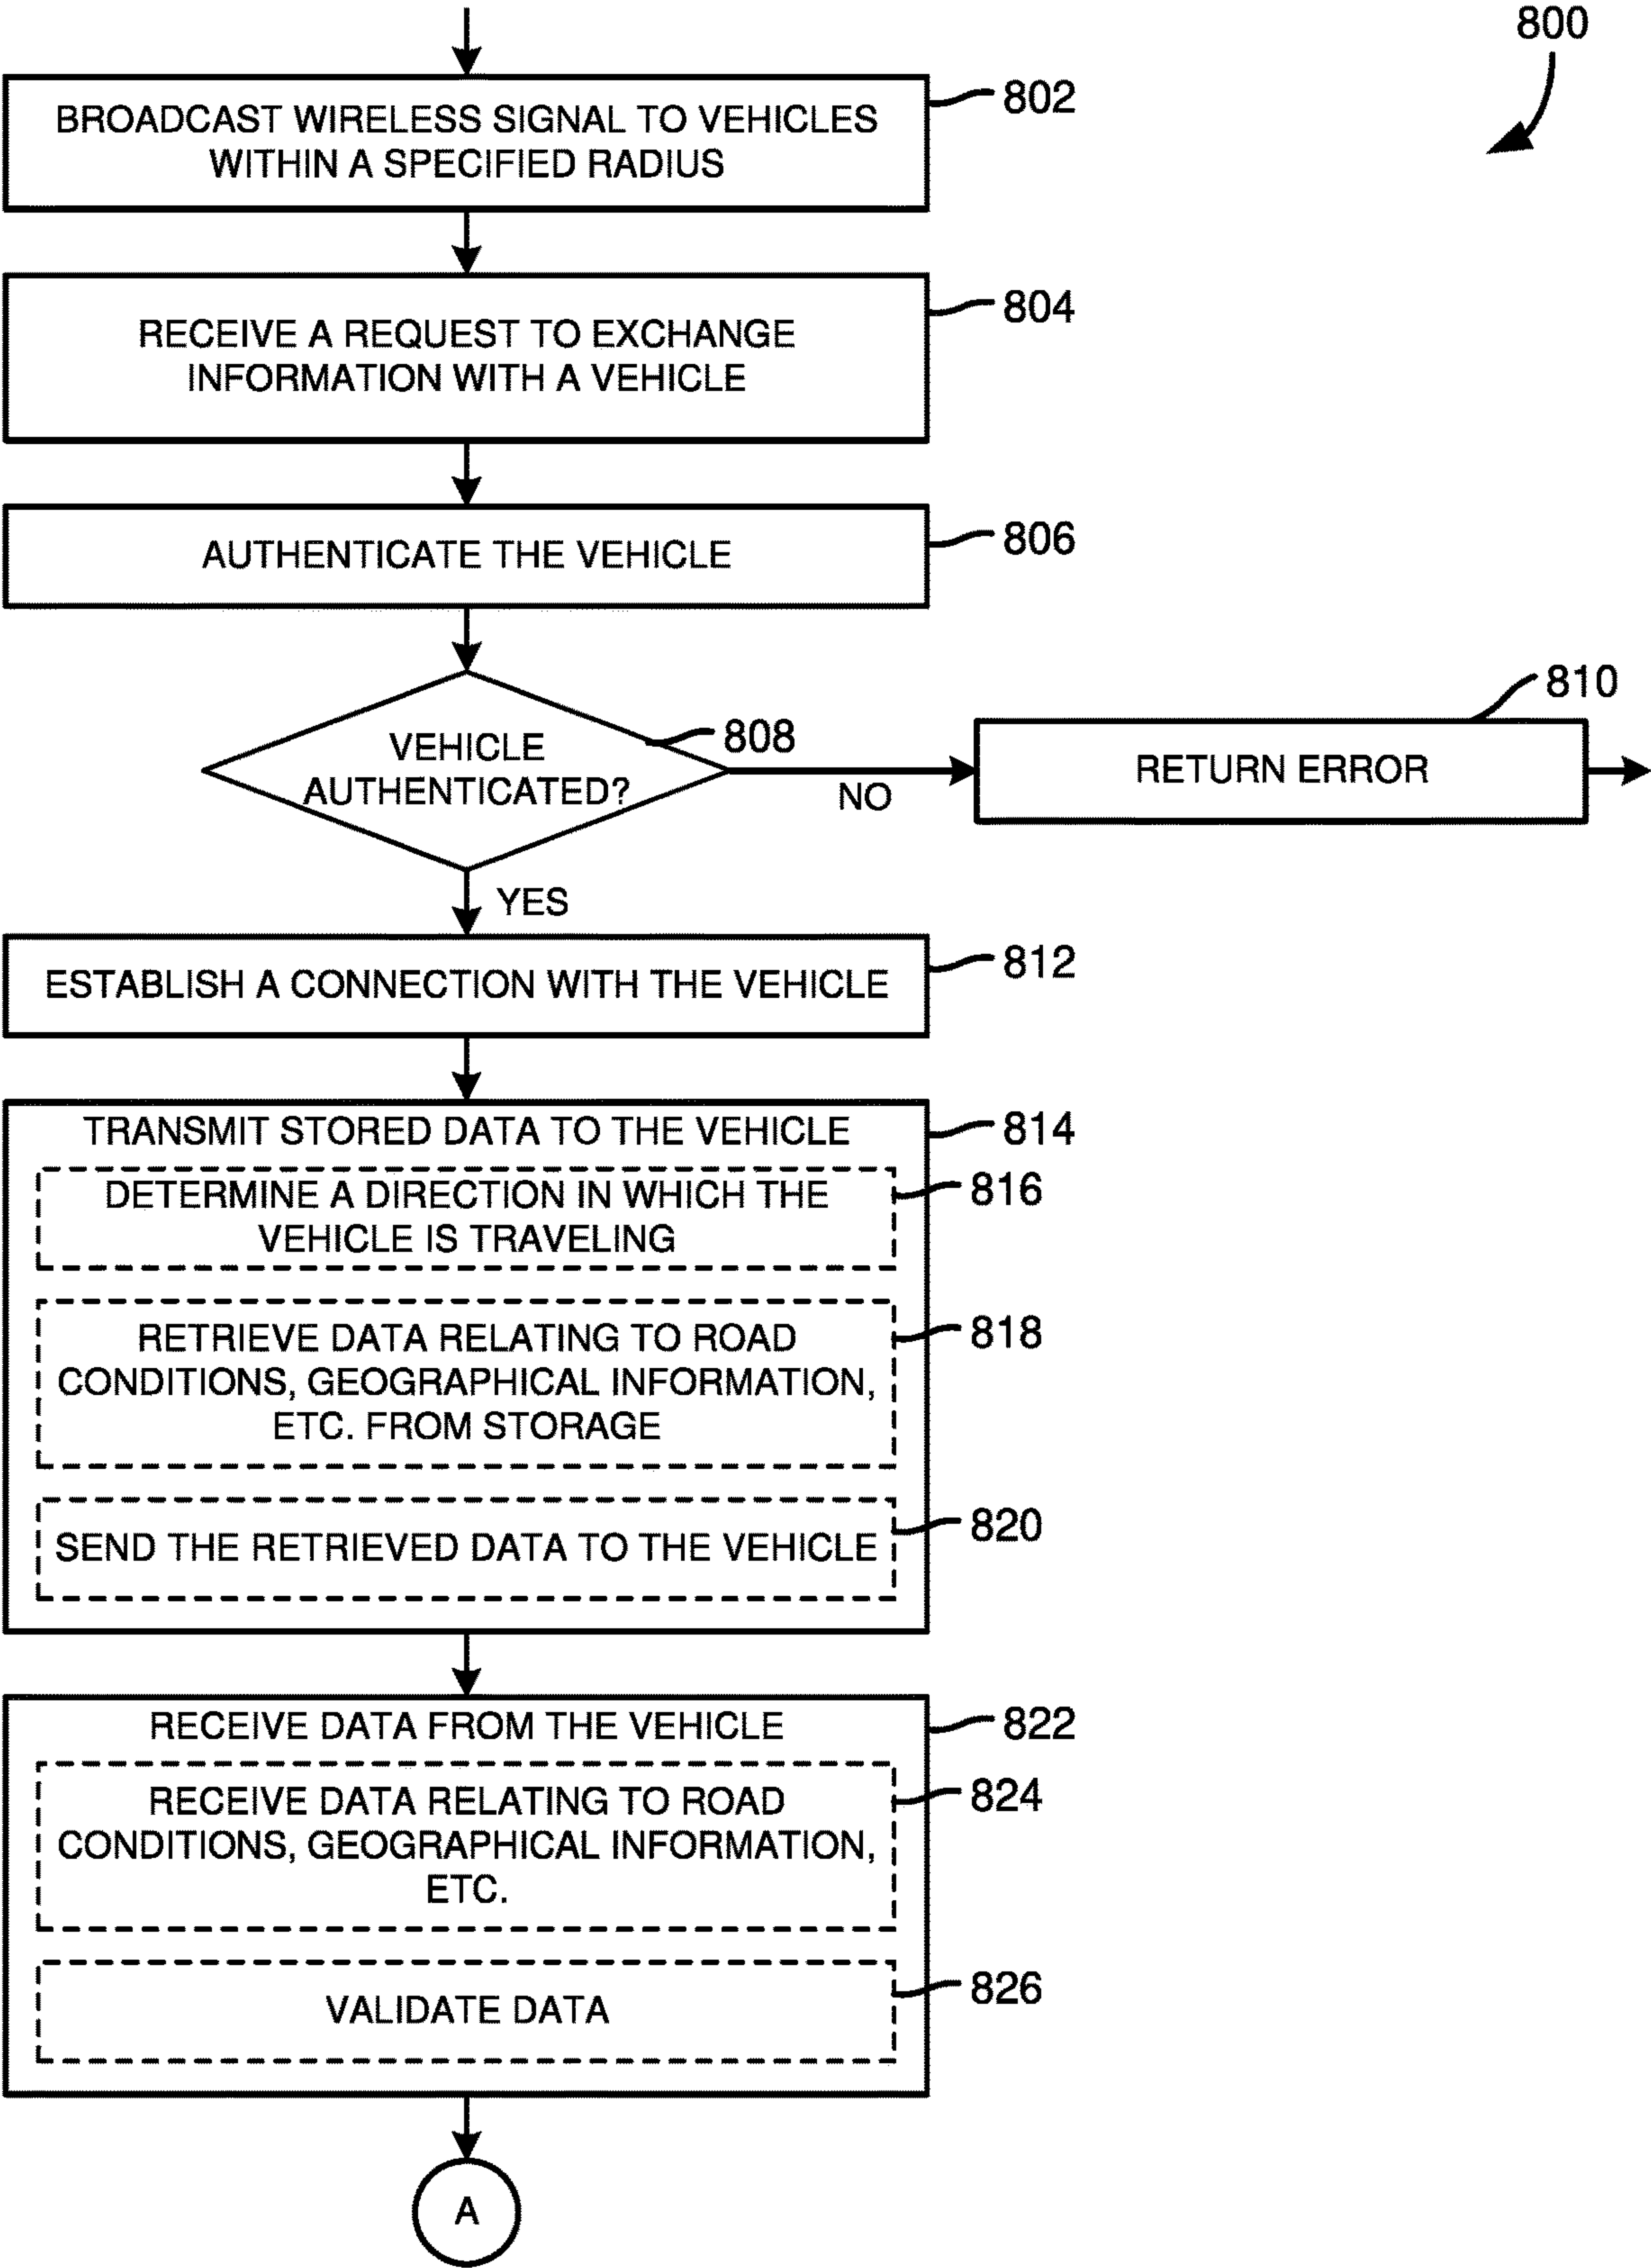 800
BROADCAST WIRELESS SIGNAL TO VEHICLES
WITHIN A SPECIFIED RADIUS
802
RECEIVE A REQUEST TO EXCHANGE
INFORMATION WITH A VEHICLE
804
AUTHENTICATE THE VEHICLE
806
VEHICLE
AUTHENTICATED?
808
NO
RETURN ERROR
810
YES
ESTABLISH A CONNECTION WITH THE VEHICLE
812
TRANSMIT STORED DATA TO THE VEHICLE
814
DETERMINE A DIRECTION IN WHICH THE
VEHICLE IS TRAVELING
816
RETRIEVE DATA RELATING TO ROAD
CONDITIONS, GEOGRAPHICAL INFORMATION,
ETC. FROM STORAGE
818
SEND THE RETRIEVED DATA TO THE VEHICLE
820
RECEIVE DATA FROM THE VEHICLE
822
RECEIVE DATA RELATING TO ROAD
CONDITIONS, GEOGRAPHICAL INFORMATION,
ETC.
824
VALIDATE DATA
826
A